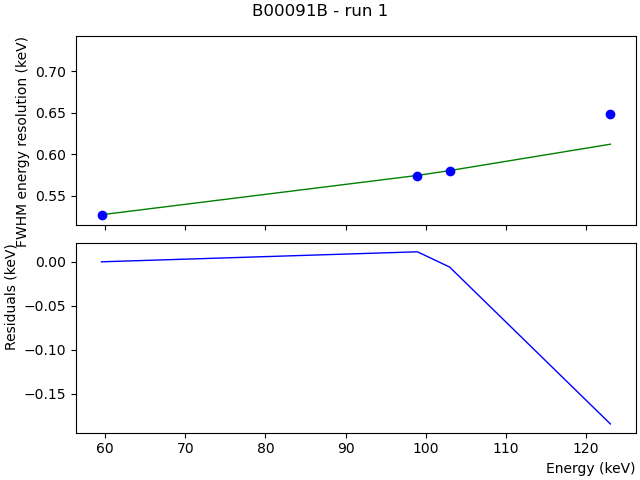 B00091B - run 1
FWHM energy resolution (keV)
0.70
0.65
0.60
0.55
Residuals (keV)
0.00
−0.05
−0.10
−0.15
60 70 80 90 100 110 120
Energy (keV)